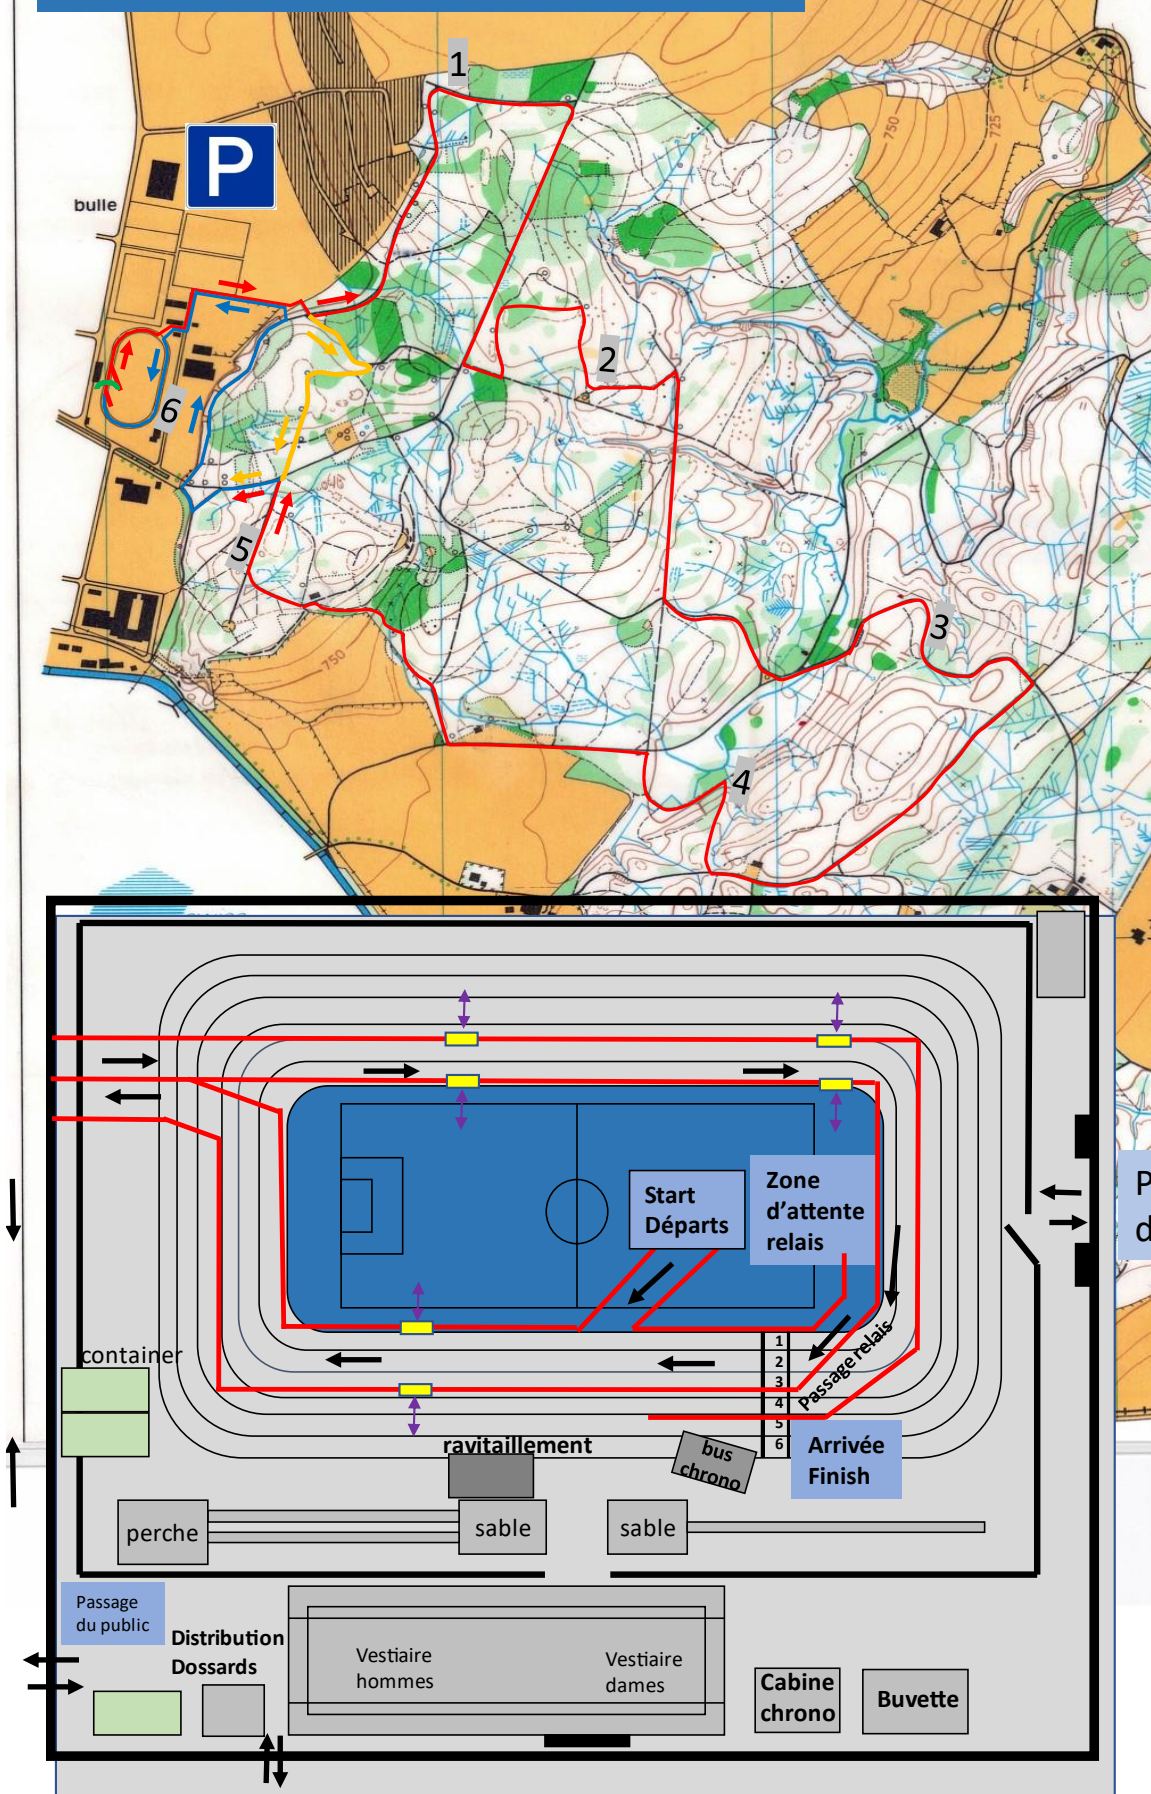 1
P
750
725
bulle
2
6
5
3
750
4
Start
Départs
Zone
d'attente
relais
P
d
1
2
3
4
5
6
Passage relais
container
ravitaillement
bus
chrono
Arrivée
Finish
perche
sable
sable
Passage
du public
Distribution
Dossards
Vestiaire
hommes
Vestiaire
dames
Cabine
chrono
Buvette